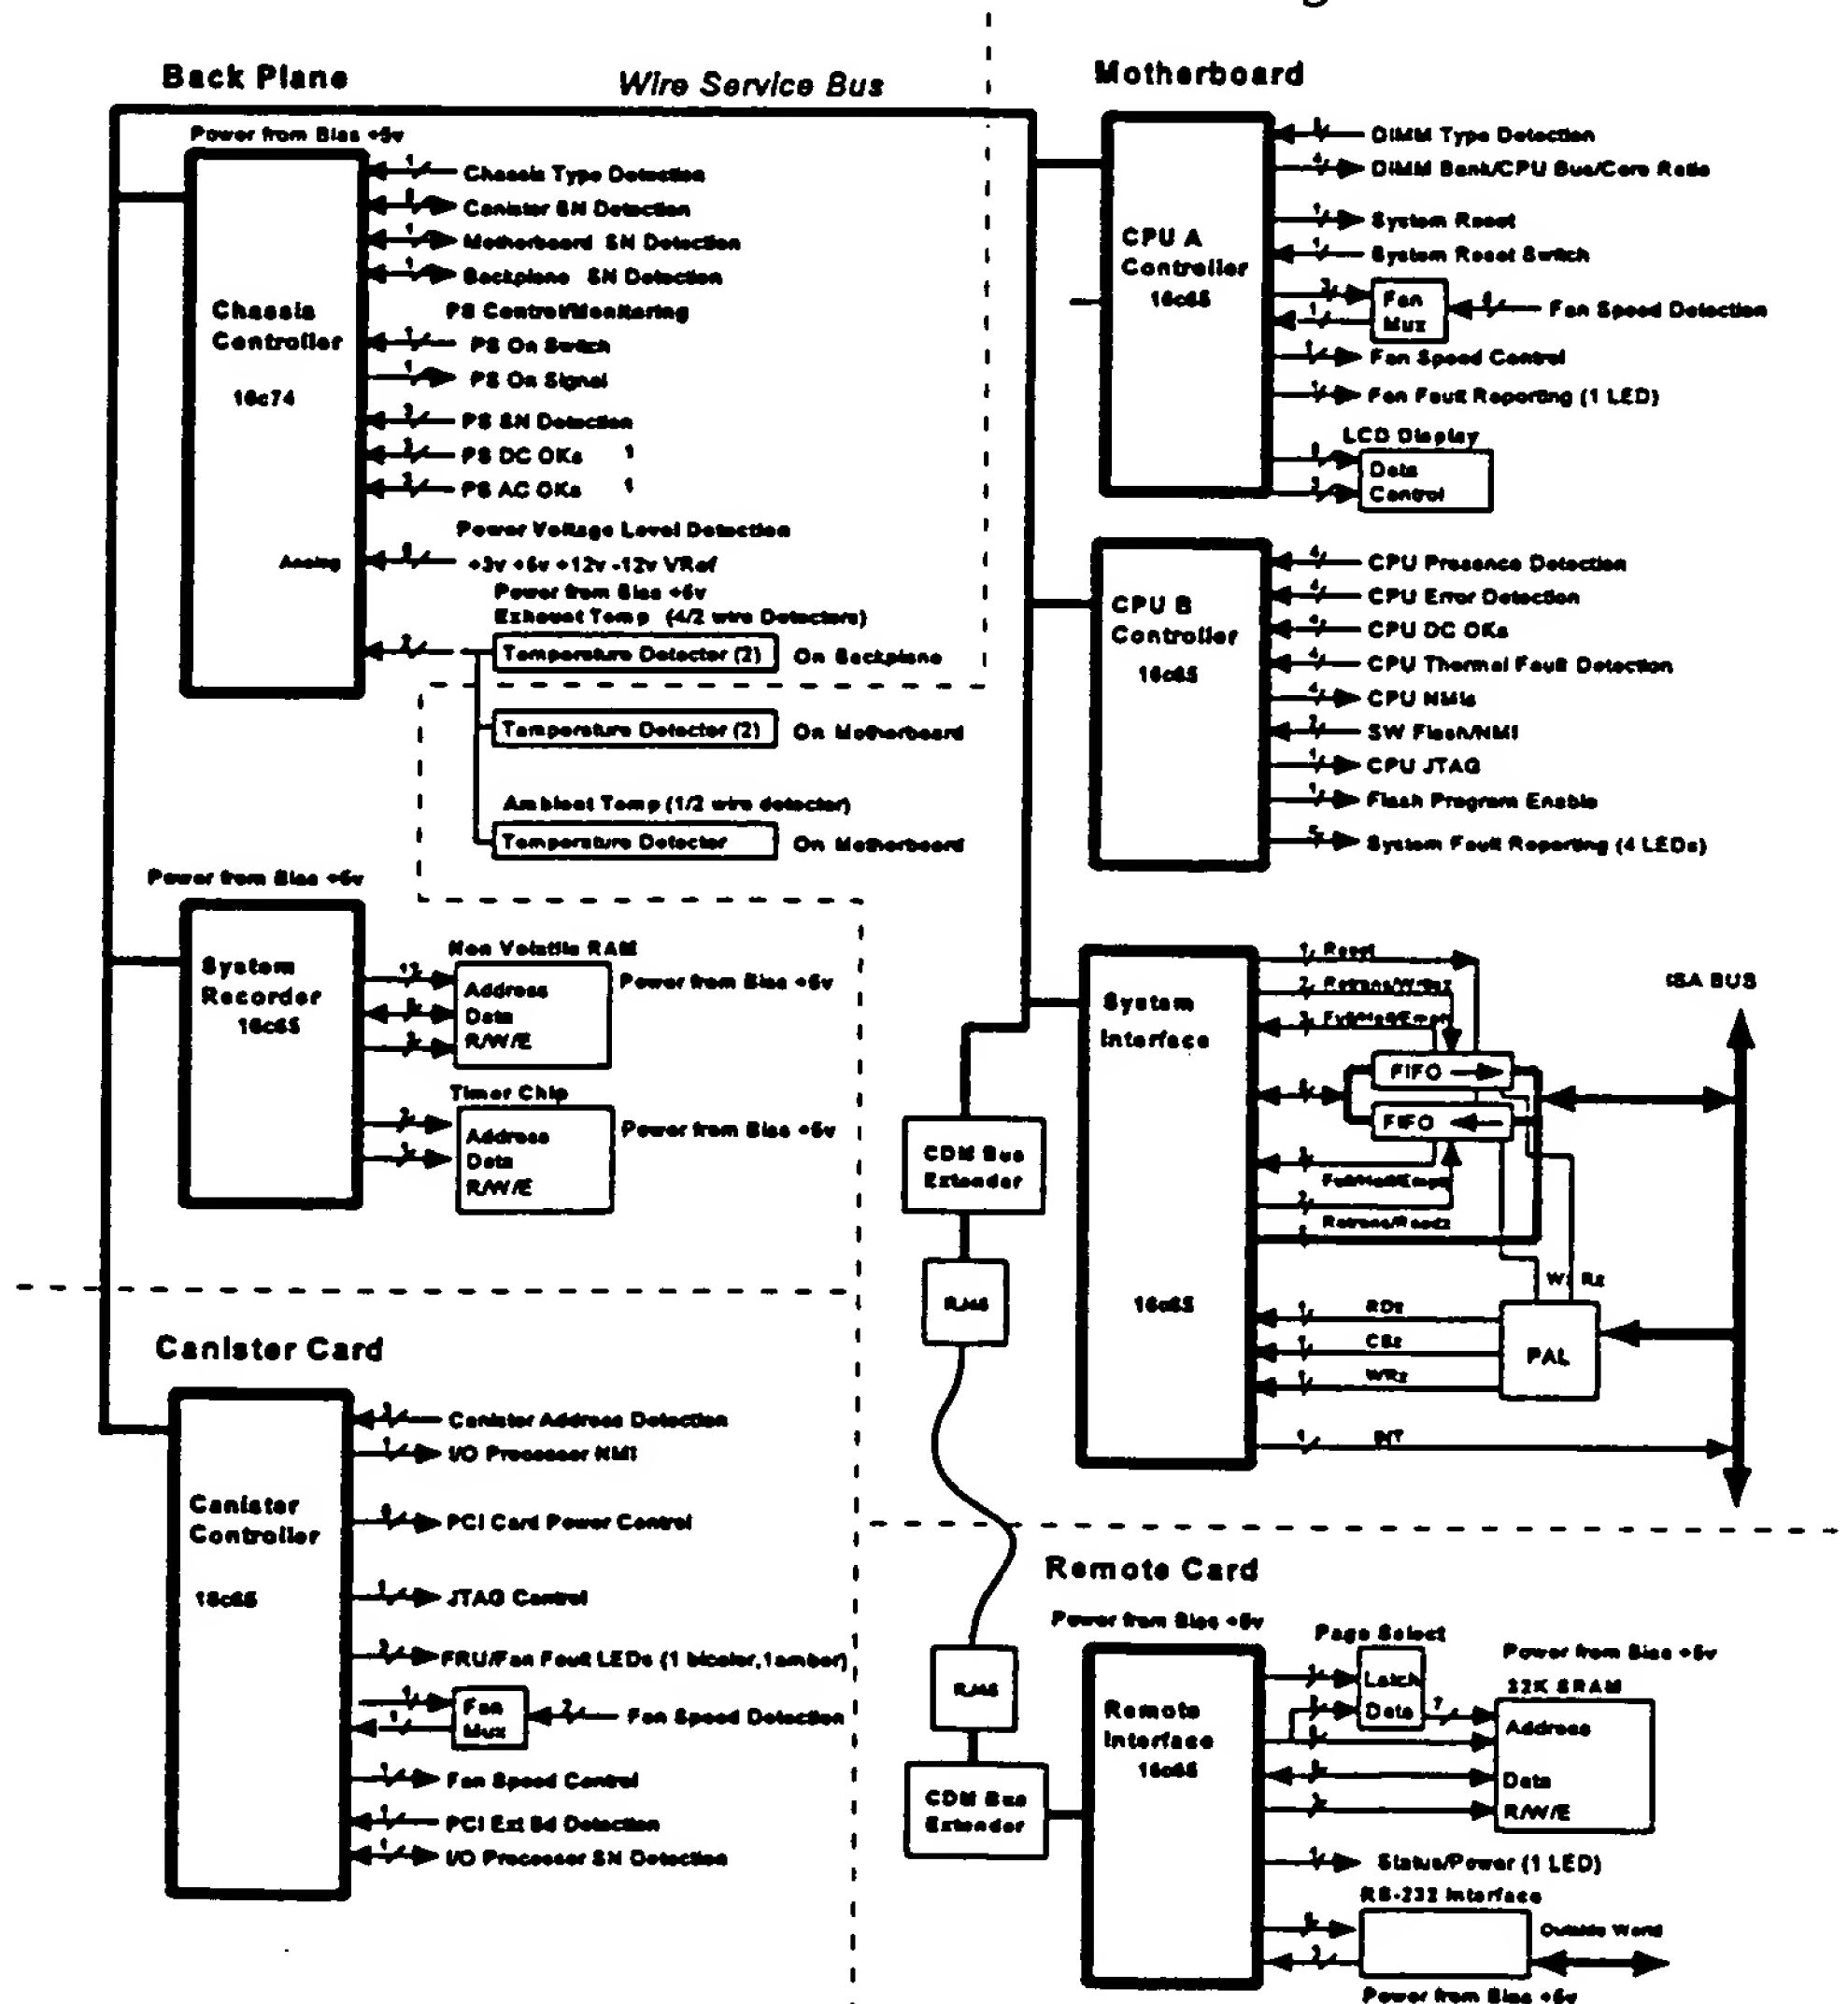 Back Plane
Wire Service Bus
Power from Bias +5v
Chassis
Controller
16c74
Analog
Chassis Type Detection
Canister SN Detection
Motherboard SN Detection
Backplane SN Detection
PS Control/Monitoring
PS On Switch
PS On Signal
PS SN Detection
PS DC OKs 1
PS AC OKs 1
Power Voltage Level Detection
+3v +5v +12v -12v VRef
Power from Bias +5v
Exhaust Temp (4/2 wire Detectors)
Temperature Detector (2) On Backplane
Temperature Detector (2) On Motherboard
Ambient Temp (1/2 wire detector)
Temperature Detector On Motherboard
Power from Bias +5v
System
Recorder
16c65
Non Volatile RAM
Address
Data
R/W/E
Power from Bias +5v
Timer Chip
Address
Data
R/W/E
Power from Bias +5v
Canister Card
Canister
Controller
16c65
Canister Address Detection
I/O Processor NMI
PCI Card Power Control
JTAG Control
FRU/Fan Fault LEDs (1 bicolor,1amber)
Fan
Mux
Fan Speed Detection
Fan Speed Control
PCI Ext Bd Detection
I/O Processor SN Detection
Motherboard
CPU A
Controller
16c65
DIMM Type Detection
DIMM Bank/CPU Bus/Core Ratio
System Reset
System Reset Switch
Fan
Mux
Fan Speed Detection
Fan Speed Control
Fan Fault Reporting (1 LED)
LCD Display
Data
Control
CPU B
Controller
16c65
CPU Presence Detection
CPU Error Detection
CPU DC OKs
CPU Thermal Fault Detection
CPU NMIs
SW Flash/NMI
CPU JTAG
Flash Program Enable
System Fault Reporting (4 LEDs)
System
Interface
16c65
Reset
Retrans/Writez
Full/Half/Empty
FIFO
FIFO
Full/Half/Empty
Retrans/Readz
W Rz
RDz
CSz
WRz
PAL
INT
ISA BUS
CDM Bus
Extender
RJ45
RJ45
CDM Bus
Extender
Remote Card
Power from Bias +5v
Remote
Interface
16c65
Page Select
Latch
Data
Power from Bias +5v
32K SRAM
Address
Data
R/W/E
Status/Power (1 LED)
RS-232 Interface
Outside World
Power from Bias +5v